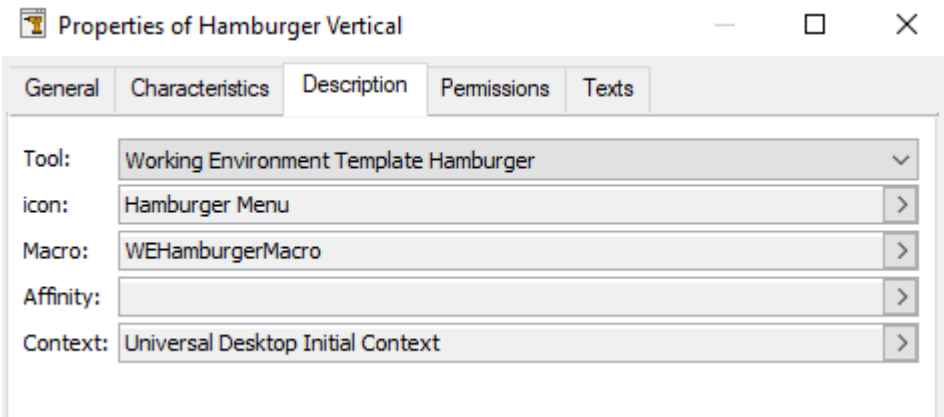 Properties of Hamburger Vertical
General Characteristics Description Permissions Texts
Tool: Working Environment Template Hamburger
icon: Hamburger Menu
Macro: WEHamburgerMacro
Affinity:
Context: Universal Desktop Initial Context